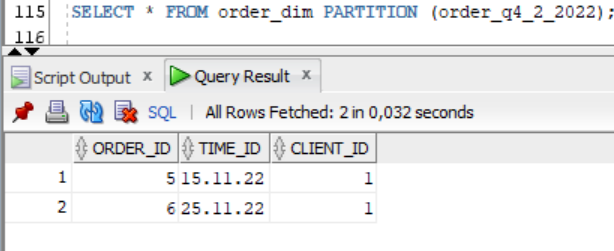 115 SELECT * FROM order_dim PARTITION (order_q4_2_2022);
116
Script Output x Query Result x
SQL | All Rows Fetched: 2 in 0,032 seconds
ORDER_ID TIME_ID CLIENT_ID
1 5 15.11.22 1
2 6 25.11.22 1